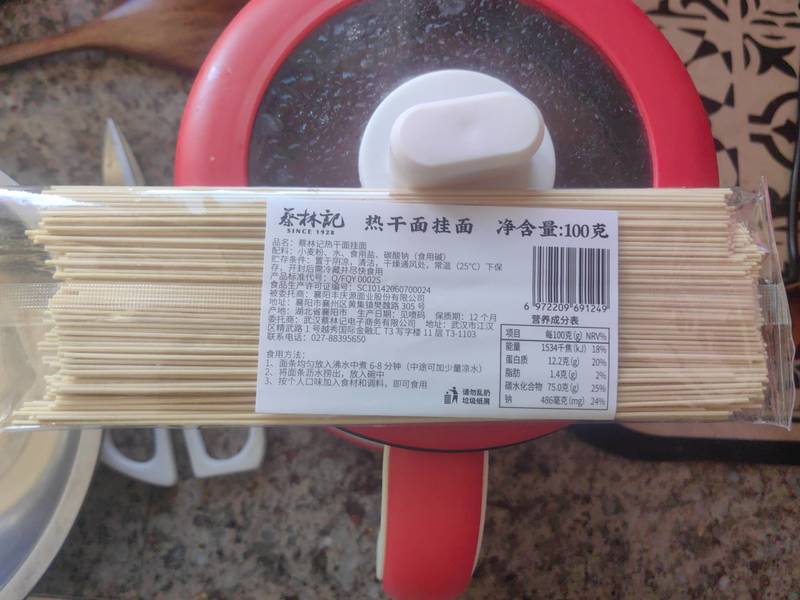 蔡林记
SINCE 1928
热干面挂面 净含量:100克
品名：蔡林记热干面挂面
配料：小麦粉、水、食用盐、碳酸钠（食用碱）
贮存条件：置于阴凉，清洁，干燥通风处，常温（25℃）下保
存，开封后需冷藏并尽快食用
产品标准代号：Q/FQY0002S
食品生产许可证编号：SC10142060700024
被委托商：襄阳丰庆源面业股份有限公司
地址：襄阳市襄州区黄集镇樊魏路 305 号
产地：湖北省襄阳市 生产日期：见喷码 保质期：12 个月
委托商：武汉蔡林记电子商务有限公司 地址：武汉市江汉
区精武路 1 号越秀国际金融汇 T3 写字楼 11 层 T3-1103
联系电话：027-88395650
食用方法：
1、面条均匀放入沸水中煮 6-8 分钟（中途可加少量凉水）
2、将面条沥水捞出，放入碗中
3、按个人口味加入食材和调料，即可食用
请勿乱扔
垃圾纸屑
6 972209 691249
营养成分表
项目 每100克(g) NRV%
能量 1534千焦(kJ) 18%
蛋白质 12.2克(g) 20%
脂肪 1.4克(g) 2%
碳水化合物 75.0克(g) 25%
钠 486毫克(mg) 24%